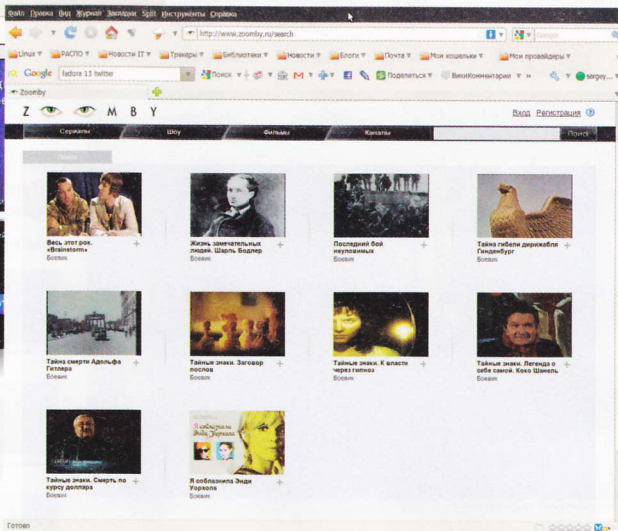 Файл Правка Вид Журнал Закладки Split Инструменты Справка
http://www.zoomby.ru/search
Google
Linux РАСПО Новости IT Трекеры Библиотеки Новости Блоги Почта Мои кошельки Мои провайдеры
Google fedora 13 twitter Поиск Поделиться ВикиКомментарии sergey...
Zoomby
Z M B Y
Вход Регистрация
Сериалы Шоу Фильмы Каналы Поиск
Весь этот рок.
«Brainstorm»
Боевик
Жизнь замечательных
людей. Шарль Бодлер
Боевик
Последний бой
неуловимых
Боевик
Тайна гибели дирижабля
Гинденбург
Боевик
Тайна смерти Адольфа
Гитлера
Боевик
Тайные знаки. Заговор
послов
Боевик
Тайные знаки. К власти
через гипноз
Боевик
Тайные знаки. Легенда о
себе самой. Коко Шанель
Боевик
Тайные знаки. Смерть по
курсу доллара
Боевик
Я соблазнила
Энди Уорхола
Я соблазнила Энди
Уорхола
Боевик
Готово